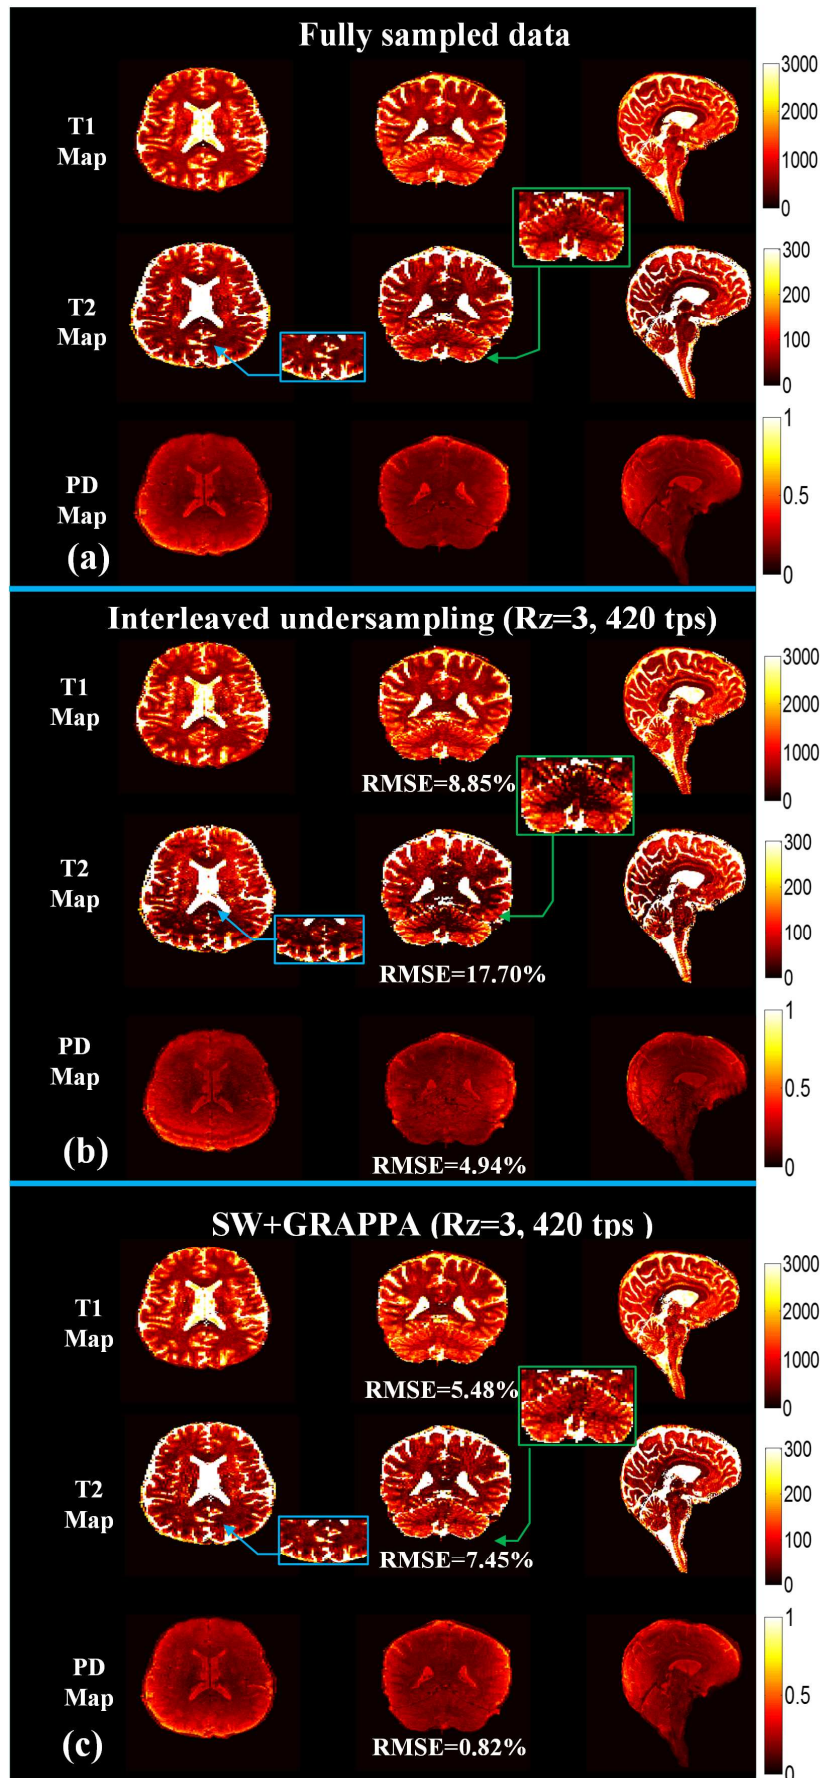 Fully sampled data
T1
Map
3000
2000
1000
0
T2
Map
300
200
100
0
PD
Map
1
0.5
0
(a)
Interleaved undersampling (Rz=3, 420 tps)
T1
Map
3000
2000
1000
0
RMSE=8.85%
T2
Map
300
200
100
0
RMSE=17.70%
PD
Map
1
0.5
0
(b)
RMSE=4.94%
SW+GRAPPA (Rz=3, 420 tps )
T1
Map
3000
2000
1000
0
RMSE=5.48%
T2
Map
300
200
100
0
RMSE=7.45%
PD
Map
1
0.5
0
(c)
RMSE=0.82%